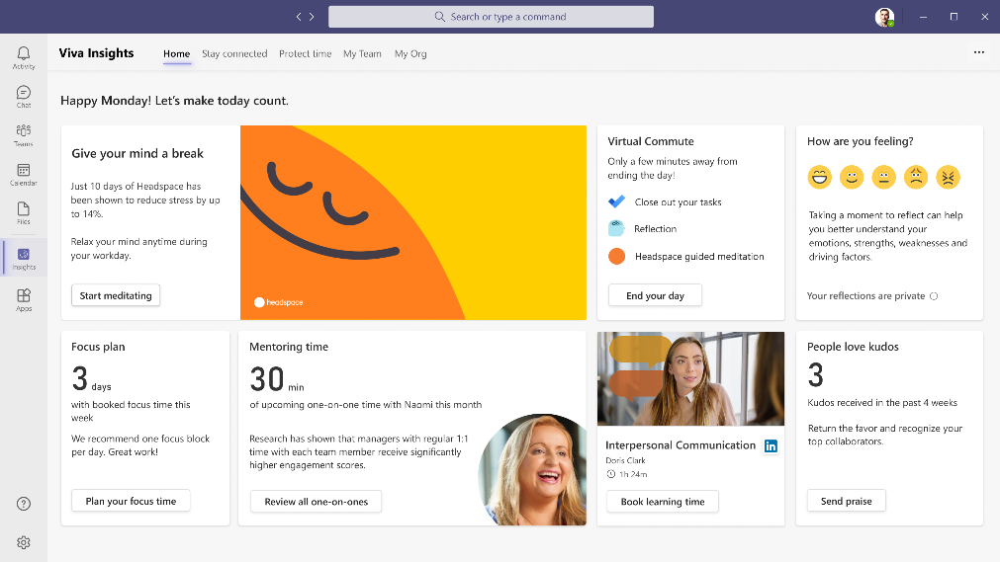 Search or type a command
Activity
Chat
Teams
Calendar
Files
Insights
Apps
Viva Insights
Home
Stay connected
Protect time
My Team
My Org
Happy Monday! Let's make today count.
Give your mind a break
Just 10 days of Headspace has
been shown to reduce stress by up
to 14%.
Relax your mind anytime during
your workday.
Start meditating
headspace
Virtual Commute
Only a few minutes away from
ending the day!
Close out your tasks
Reflection
Headspace guided meditation
End your day
How are you feeling?
Taking a moment to reflect can help
you better understand your
emotions, strengths, weaknesses and
driving factors.
Your reflections are private
Focus plan
3 days
with booked focus time this
week
We recommend one focus block
per day. Great work!
Plan your focus time
Mentoring time
30 min
of upcoming one-on-one time with Naomi this month
Research has shown that managers with regular 1:1
time with each team member receive significantly
higher engagement scores.
Review all one-on-ones
Interpersonal Communication
in
Doris Clark
1h 24m
Book learning time
People love kudos
3
Kudos received in the past 4 weeks
Return the favor and recognize your
top collaborators.
Send praise